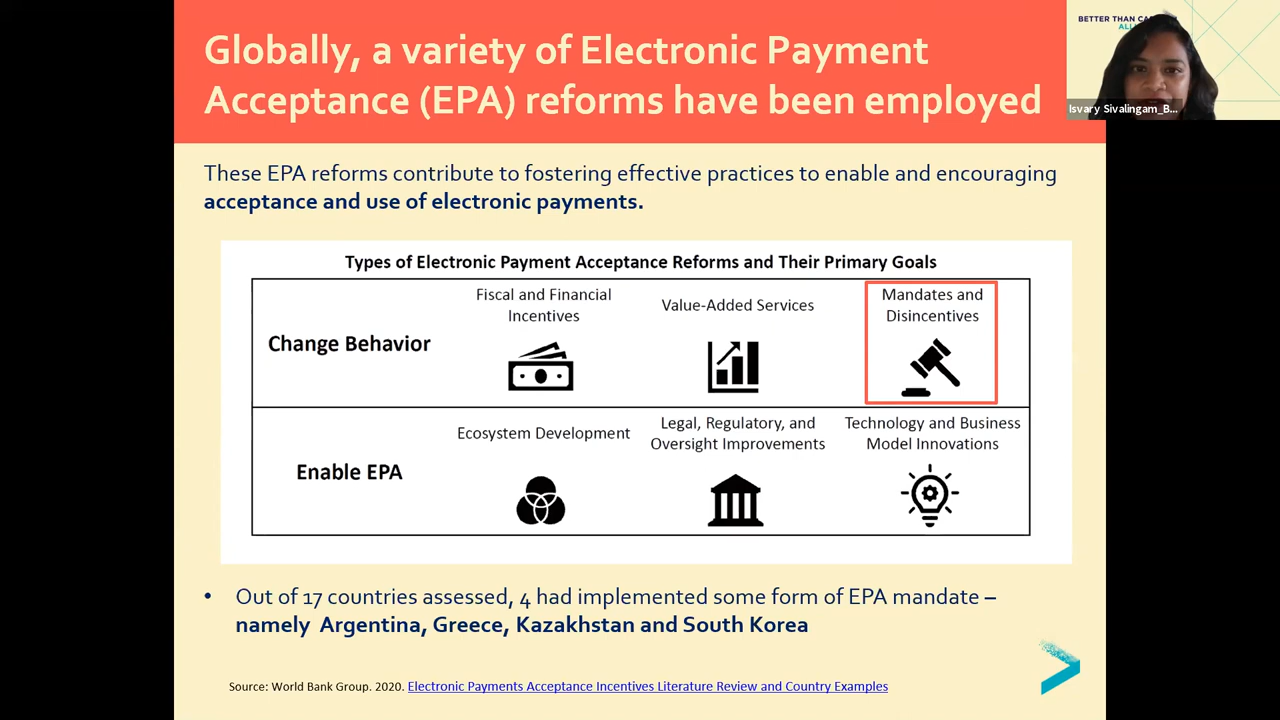 Globally, a variety of Electronic Payment
Acceptance (EPA) reforms have been employed
BETTER THAN
Isvary Sivalingam_B...
These EPA reforms contribute to fostering effective practices to enable and encouraging
acceptance and use of electronic payments.
Types of Electronic Payment Acceptance Reforms and Their Primary Goals
Change Behavior
Fiscal and Financial
Incentives
Value-Added Services
Mandates and
Disincentives
Enable EPA
Ecosystem Development
Legal, Regulatory, and
Oversight Improvements
Technology and Business
Model Innovations
• Out of 17 countries assessed, 4 had implemented some form of EPA mandate –
namely Argentina, Greece, Kazakhstan and South Korea
Source: World Bank Group. 2020. Electronic Payments Acceptance Incentives Literature Review and Country Examples